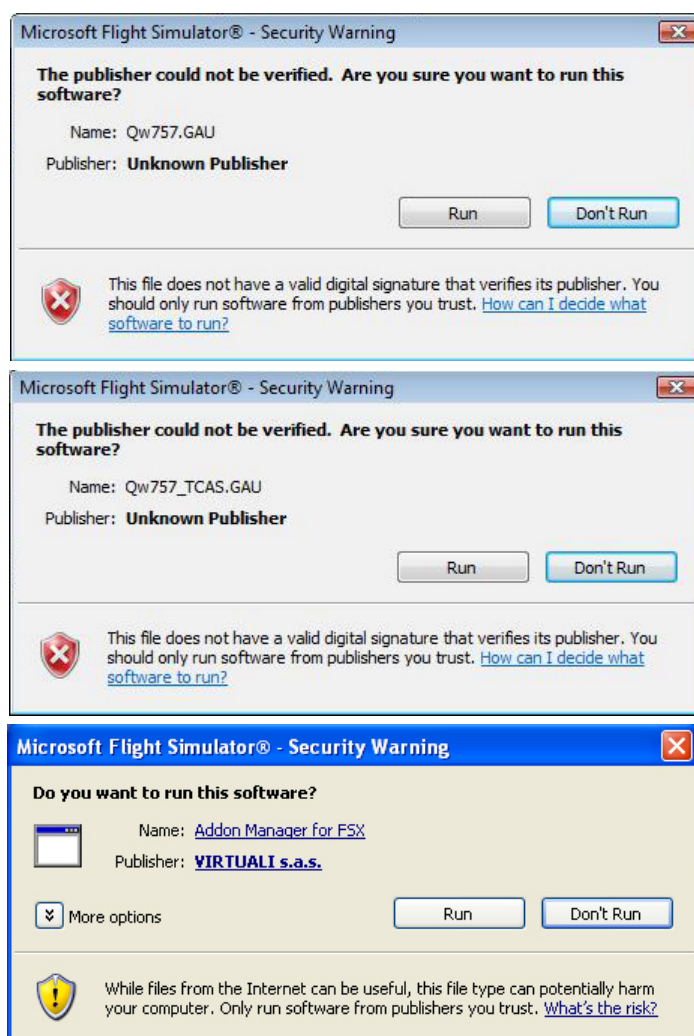 Microsoft Flight Simulator® - Security Warning
The publisher could not be verified.  Are you sure you want to run this
software?
Name: Qw757.GAU
Publisher: Unknown Publisher
Run Don't Run
This file does not have a valid digital signature that verifies its publisher. You
should only run software from publishers you trust. How can I decide what
software to run?
Microsoft Flight Simulator® - Security Warning
The publisher could not be verified.  Are you sure you want to run this
software?
Name: Qw757_TCAS.GAU
Publisher: Unknown Publisher
Run Don't Run
This file does not have a valid digital signature that verifies its publisher. You
should only run software from publishers you trust. How can I decide what
software to run?
Microsoft Flight Simulator® - Security Warning
Do you want to run this software?
Name: Addon Manager for FSX
Publisher: VIRTUALI s.a.s.
More options Run Don't Run
While files from the Internet can be useful, this file type can potentially harm
your computer. Only run software from publishers you trust. What's the risk?